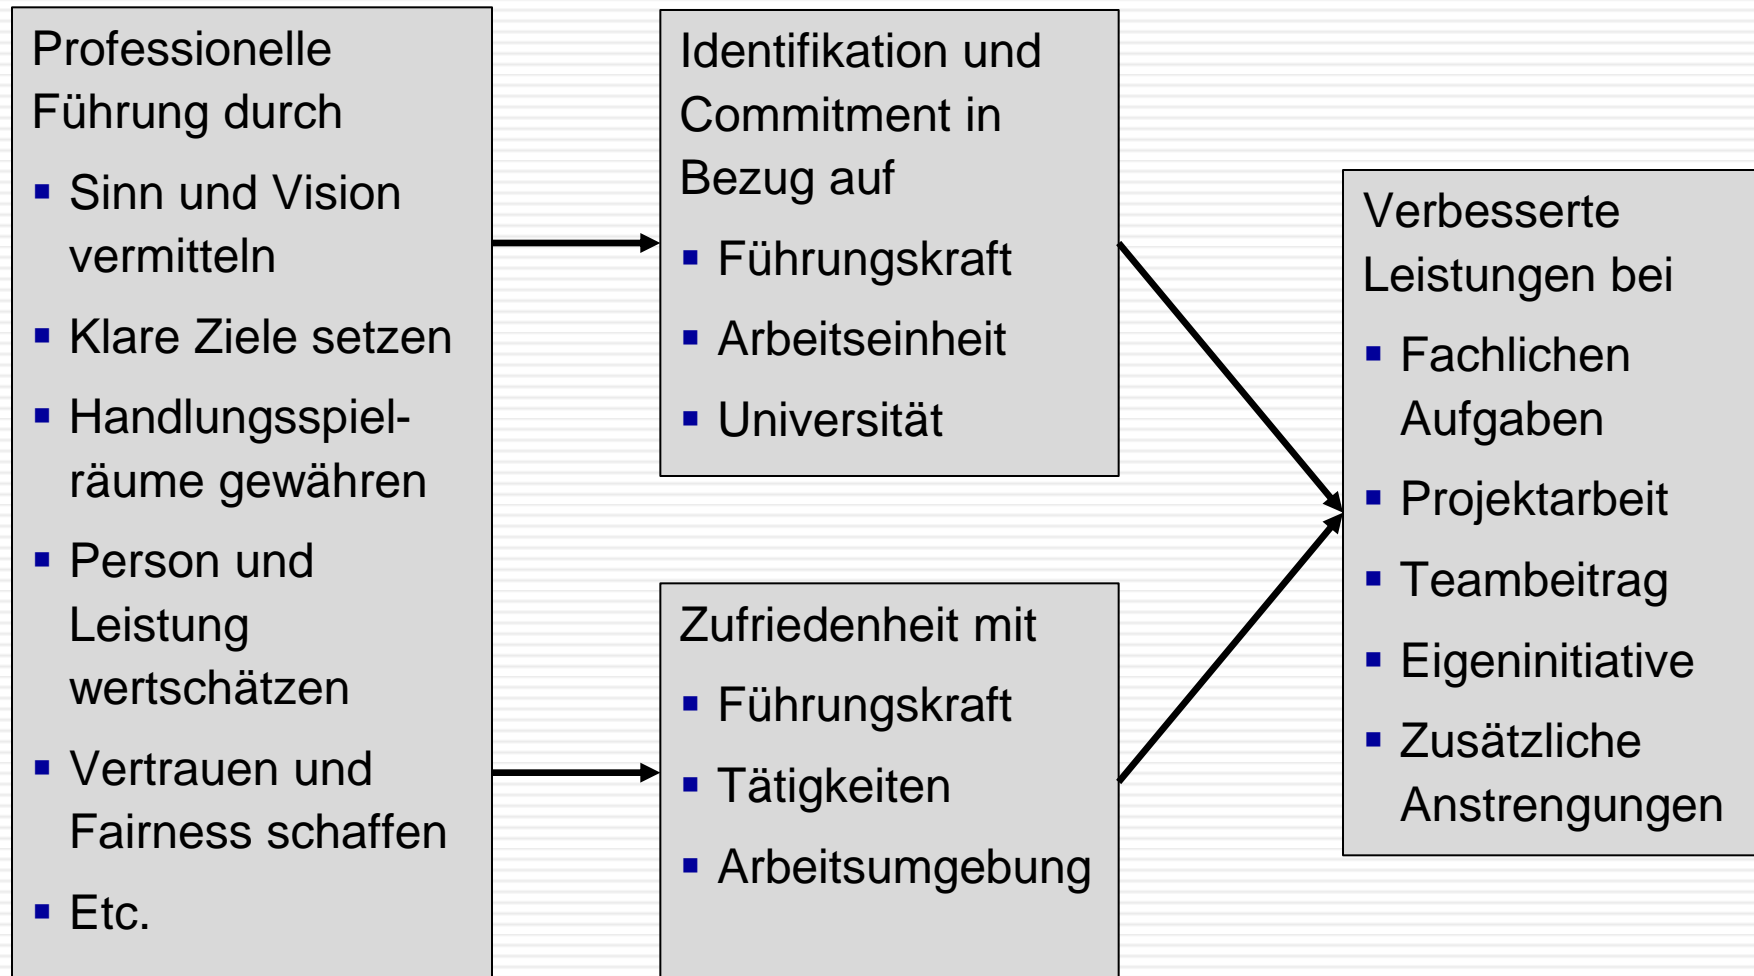 Professionelle
Führung durch
▪ Sinn und Vision
vermitteln
▪ Klare Ziele setzen
▪ Handlungsspiel-
räume gewähren
▪ Person und
Leistung
wertschätzen
▪ Vertrauen und
Fairness schaffen
▪ Etc.
Identifikation und
Commitment in
Bezug auf
▪ Führungskraft
▪ Arbeitseinheit
▪ Universität
Zufriedenheit mit
▪ Führungskraft
▪ Tätigkeiten
▪ Arbeitsumgebung
Verbesserte
Leistungen bei
▪ Fachlichen
Aufgaben
▪ Projektarbeit
▪ Teambeitrag
▪ Eigeninitiative
▪ Zusätzliche
Anstrengungen